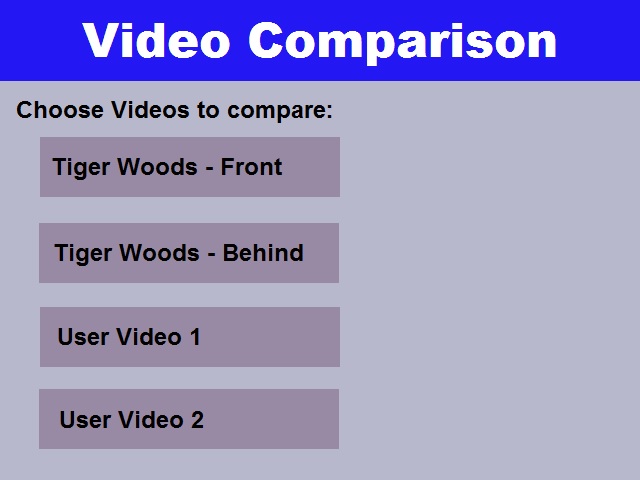 Video Comparison
Choose Videos to compare:
Tiger Woods - Front
Tiger Woods - Behind
User Video 1
User Video 2